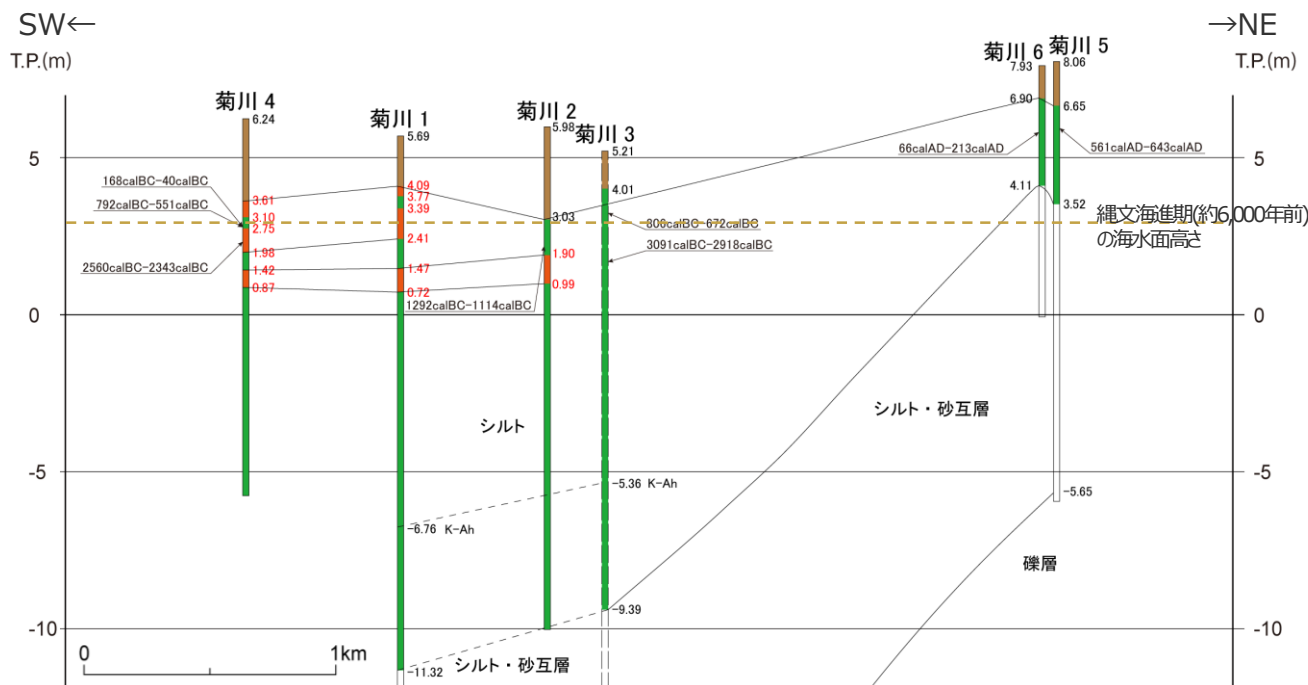 SW←
→NE
T.P.(m)
T.P.(m)
菊川 4
6.24
菊川 1
5.69
菊川 2
5.98
菊川 3
5.21
菊川 6
7.93
菊川 5
8.06
6.90
6.65
66calAD-213calAD
561calAD-643calAD
5
5
168calBC-40calBC
792calBC-551calBC
2560calBC-2343calBC
3.61
3.10
2.75
1.98
1.42
0.87
4.09
3.77
3.39
2.41
1.47
0.72
3.03
1.90
0.99
1292calBC-1114calBC
4.01
806calBC-672calBC
3091calBC-2918calBC
4.11
3.52
縄文海進期(約6,000年前)
の海水面高さ
0
0
シルト
シルト・砂互層
-5
-5
-5.36 K-Ah
-6.76 K-Ah
-5.65
礫層
-9.39
-10
-10
-11.32
シルト・砂互層
0
1km